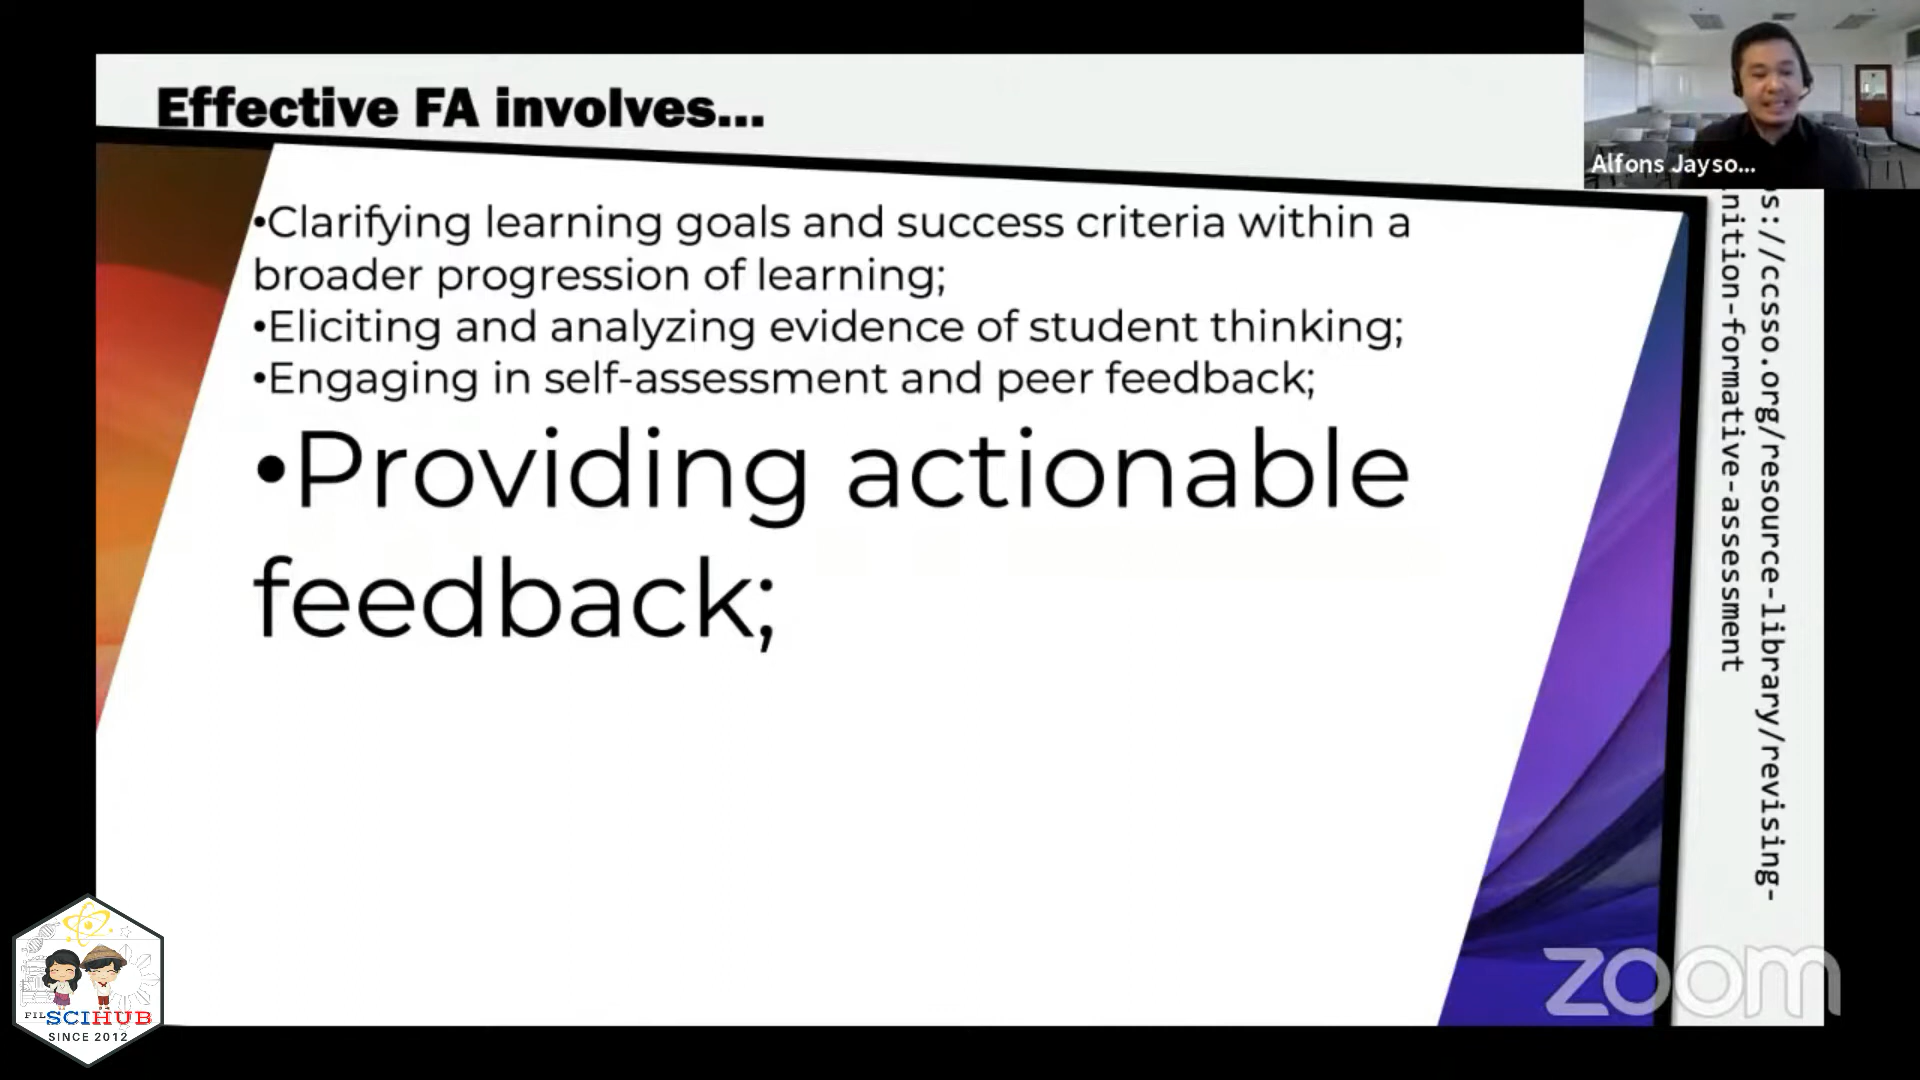 Effective FA involves...
Alfons Jayso...
•Clarifying learning goals and success criteria within a
broader progression of learning;
•Eliciting and analyzing evidence of student thinking;
•Engaging in self-assessment and peer feedback;
•Providing actionable
feedback;
s://ccsso.org/resource-library/revising-
nition-formative-assessment
zoom
FIL SCIHUB
SINCE 2012